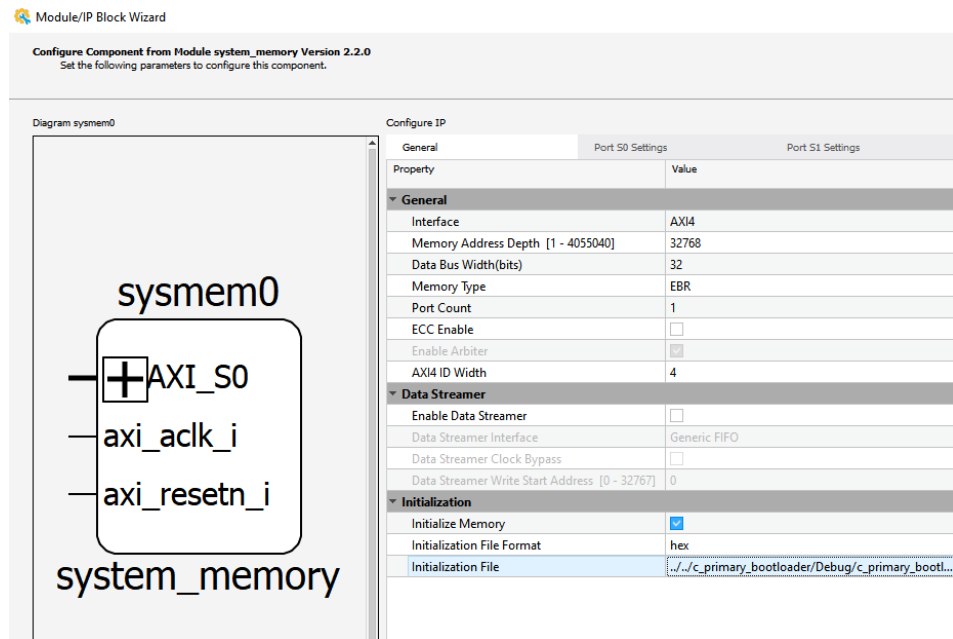 Module/IP Block Wizard
Configure Component from Module system_memory Version 2.2.0
Set the following parameters to configure this component.
Diagram sysmem0
Configure IP
General Port S0 Settings Port S1 Settings
Property Value
General
Interface AXI4
Memory Address Depth [1 - 4055040] 32768
Data Bus Width(bits) 32
Memory Type EBR
Port Count 1
ECC Enable
Enable Arbiter
AXI4 ID Width 4
Data Streamer
Enable Data Streamer
Data Streamer Interface Generic FIFO
Data Streamer Clock Bypass
Data Streamer Write Start Address [0 - 32767] 0
Initialization
Initialize Memory
Initialization File Format hex
Initialization File ../../c_primary_bootloader/Debug/c_primary_bootl...
sysmem0
AXI_S0
axi_aclk_i
axi_resetn_i
system_memory